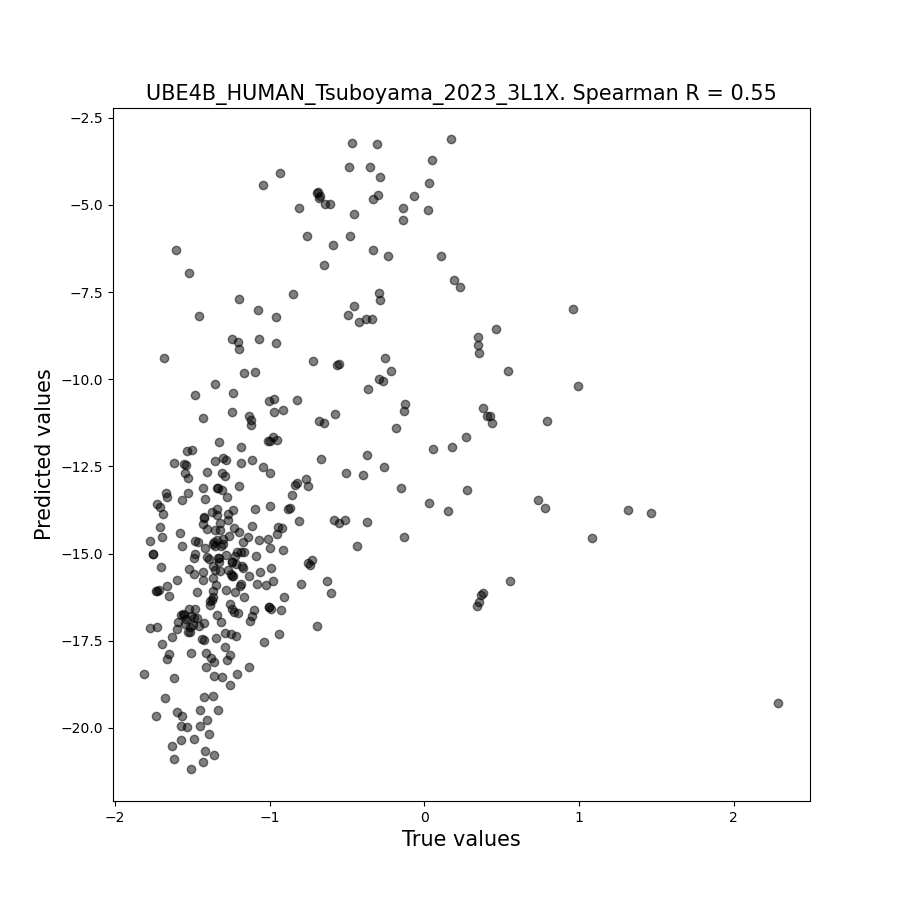 UBE4B_HUMAN_Tsuboyama_2023_3L1X. Spearman R = 0.55
−2.5
−5.0
−7.5
−10.0
−12.5
−15.0
−17.5
−20.0
Predicted values
−2 −1 0 1 2
True values